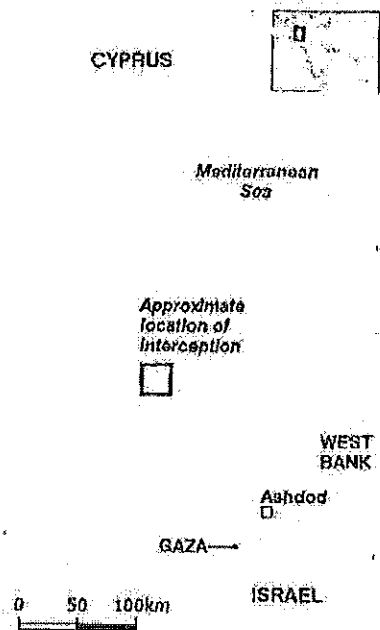 CYPRUS
Mediterranean
Sea
Approximate
location of
interception
WEST
BANK
Ashdod
GAZA
ISRAEL
0 50 100km